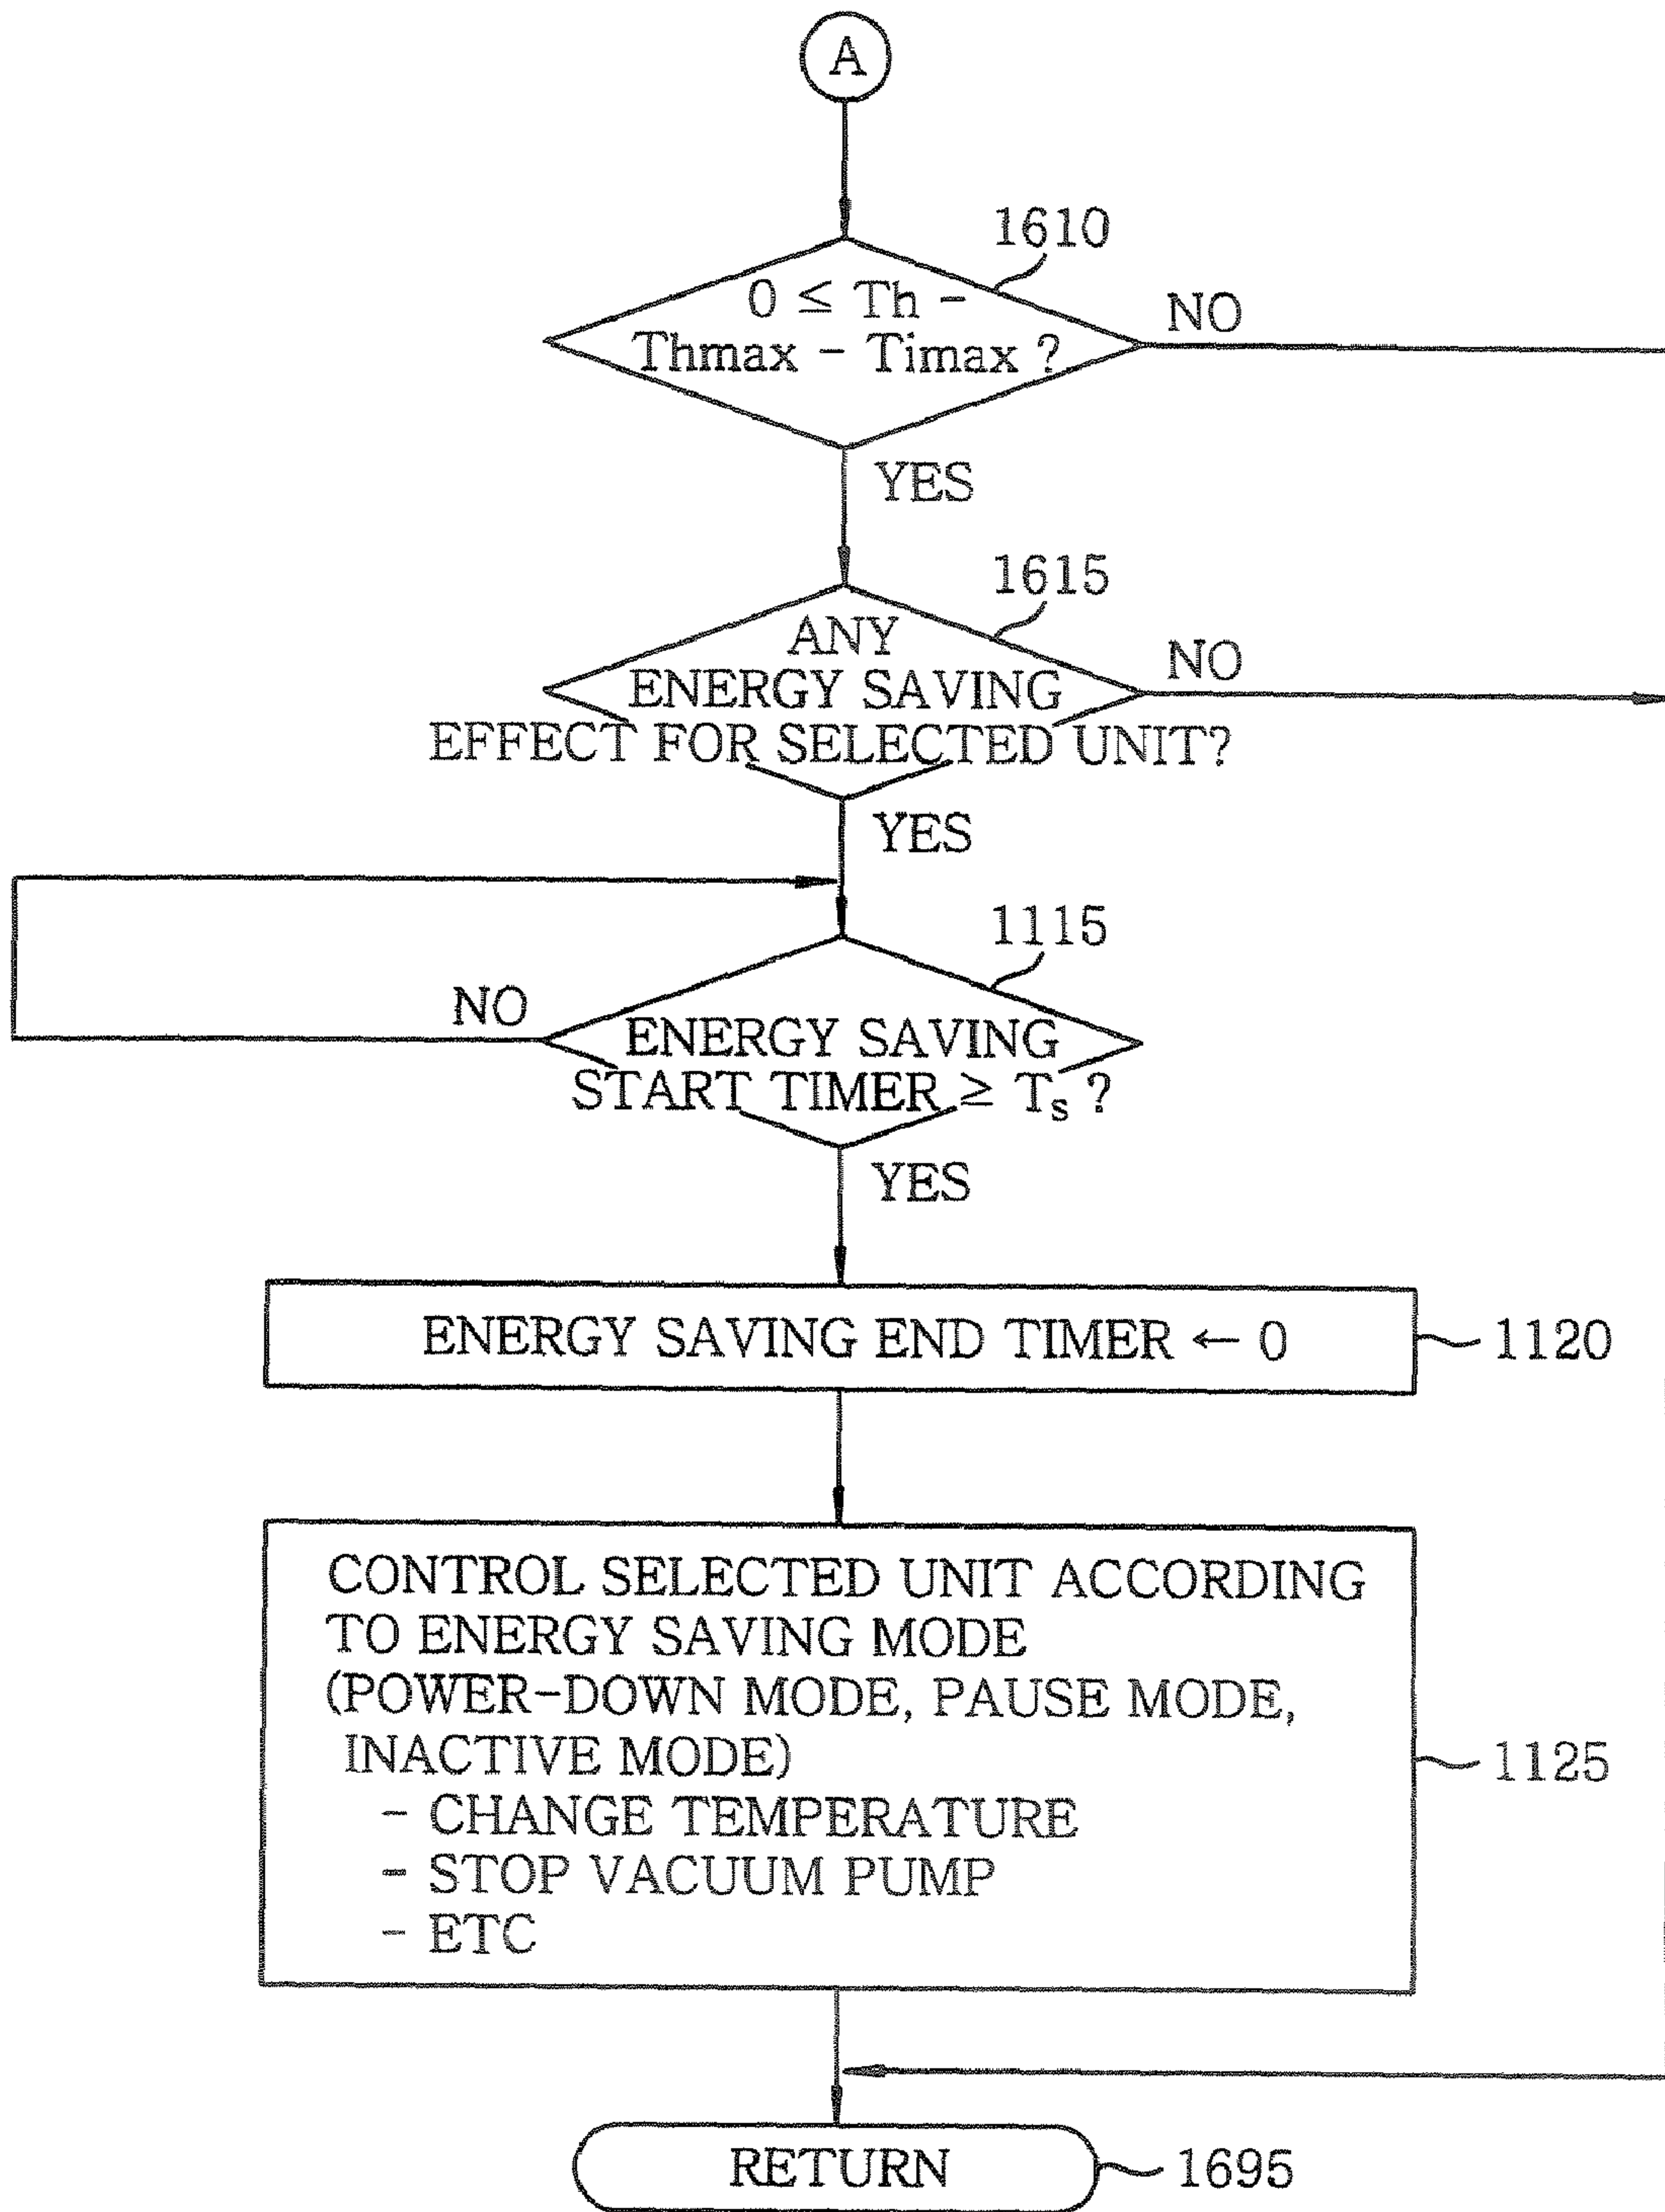 A
1610
0 ≤ Th -
Thmax - Timax ?
NO
YES
1615
ANY
ENERGY SAVING
EFFECT FOR SELECTED UNIT?
NO
YES
1115
NO
ENERGY SAVING
START TIMER ≥ Ts ?
YES
ENERGY SAVING END TIMER ← 0
1120
CONTROL SELECTED UNIT ACCORDING
TO ENERGY SAVING MODE
(POWER-DOWN MODE, PAUSE MODE,
INACTIVE MODE)
- CHANGE TEMPERATURE
- STOP VACUUM PUMP
- ETC
1125
RETURN
1695